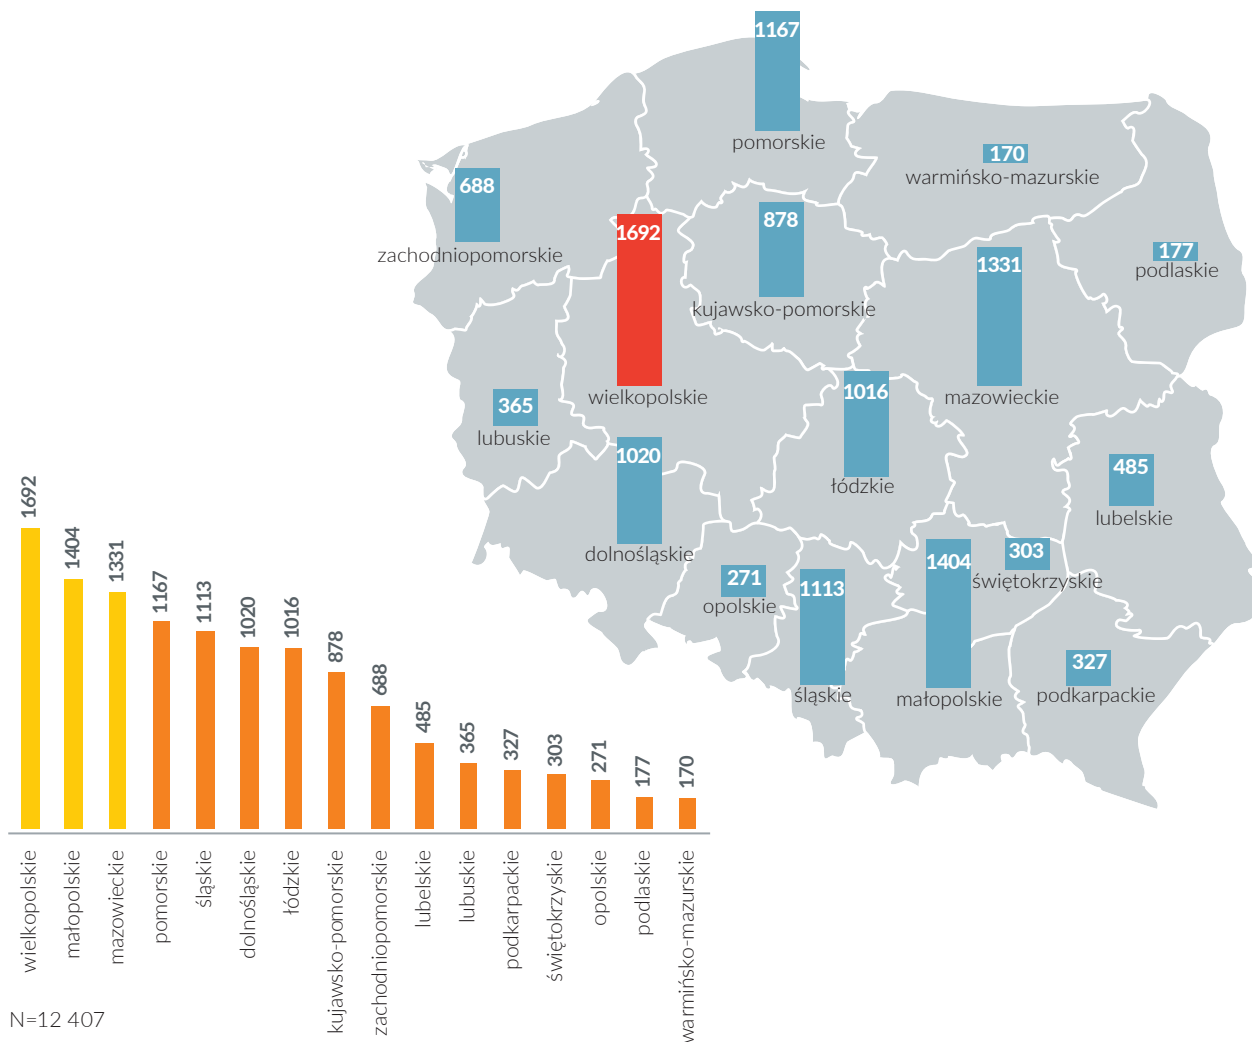 1167
pomorskie
170
warmińsko-mazurskie
688
zachodniopomorskie
1692
wielkopolskie
878
kujawsko-pomorskie
1331
mazowieckie
177
podlaskie
365
lubuskie
1016
łódzkie
1020
dolnośląskie
485
lubelskie
271
opolskie
1113
śląskie
1404
małopolskie
303
świętokrzyskie
327
podkarpackie
1692
1404
1331
1167
1113
1020
1016
878
688
485
365
327
303
271
177
170
wielkopolskie
małopolskie
mazowieckie
pomorskie
śląskie
dolnośląskie
łódzkie
kujawsko-pomorskie
zachodniopomorskie
lubelskie
lubuskie
podkarpackie
świętokrzyskie
opolskie
podlaskie
warmińsko-mazurskie
N=12 407